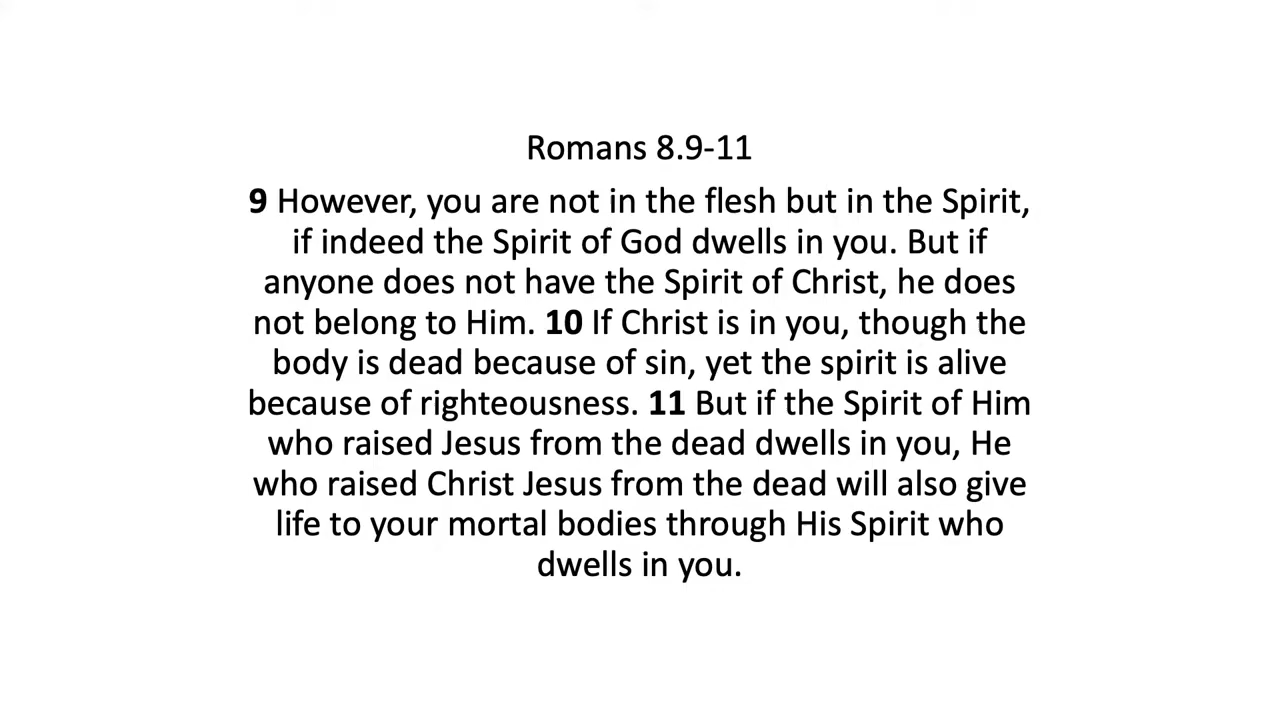 Romans 8.9-11
9 However, you are not in the flesh but in the Spirit,
if indeed the Spirit of God dwells in you. But if
anyone does not have the Spirit of Christ, he does
not belong to Him. 10 If Christ is in you, though the
body is dead because of sin, yet the spirit is alive
because of righteousness. 11 But if the Spirit of Him
who raised Jesus from the dead dwells in you, He
who raised Christ Jesus from the dead will also give
life to your mortal bodies through His Spirit who
dwells in you.